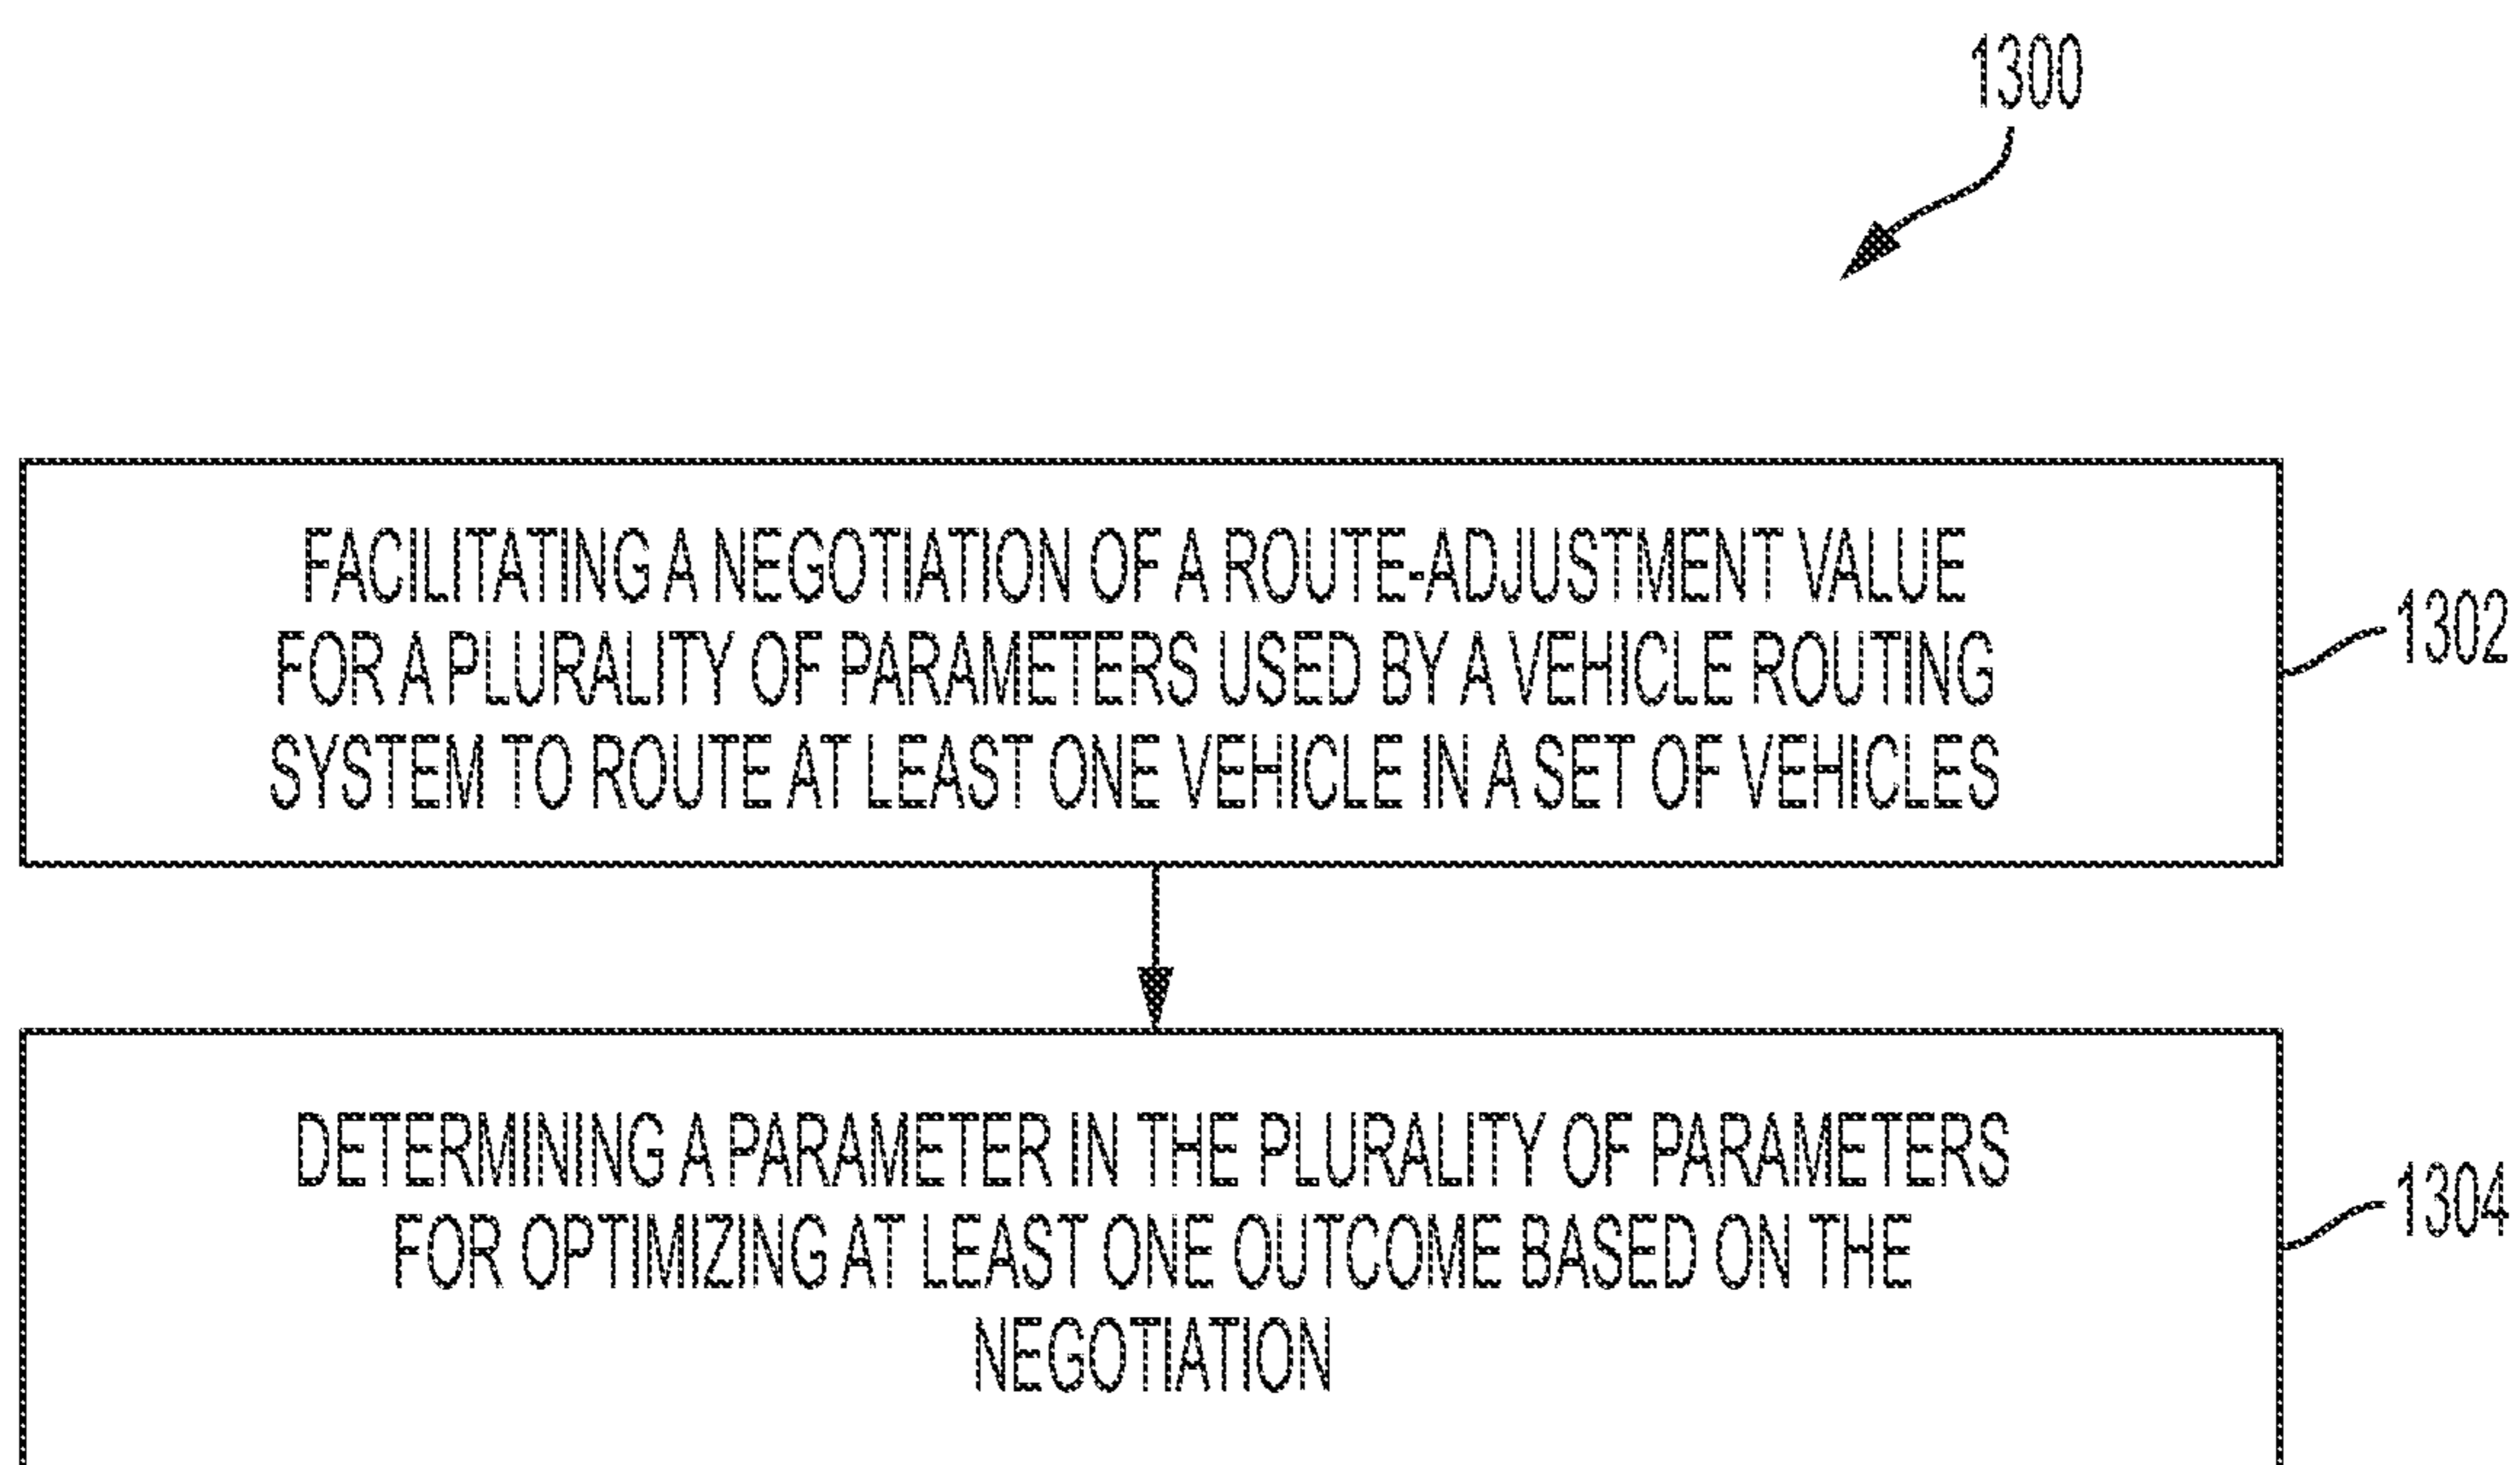 1300
FACILITATING A NEGOTIATION OF A ROUTE-ADJUSTMENT VALUE
FOR A PLURALITY OF PARAMETERS USED BY A VEHICLE ROUTING
SYSTEM TO ROUTE AT LEAST ONE VEHICLE IN A SET OF VEHICLES
1302
DETERMINING A PARAMETER IN THE PLURALITY OF PARAMETERS
FOR OPTIMIZING AT LEAST ONE OUTCOME BASED ON THE
NEGOTIATION
1304